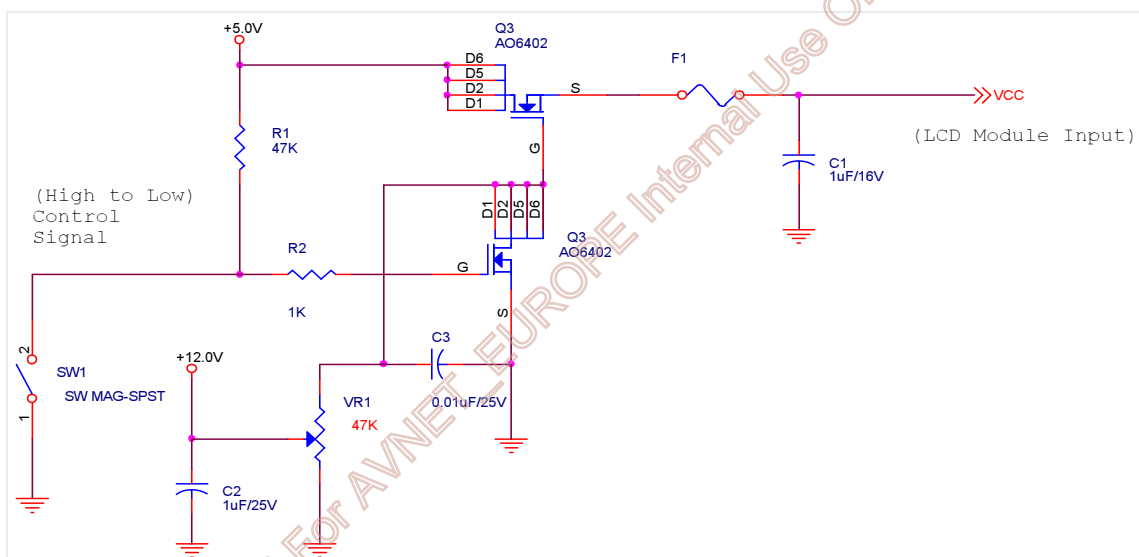 +5.0V
Q3
AO6402
D6
D5
D2
D1
S
G
F1
VCC
(LCD Module Input)
R1
47K
C1
1uF/16V
(High to Low)
Control
Signal
D1
D2
D5
D6
Q3
AO6402
R2
1K
G
S
C3
0.01uF/25V
+12.0V
2
SW1
SW MAG-SPST
1
VR1
47K
C2
1uF/25V
For AVNET_EUROPE Internal Use